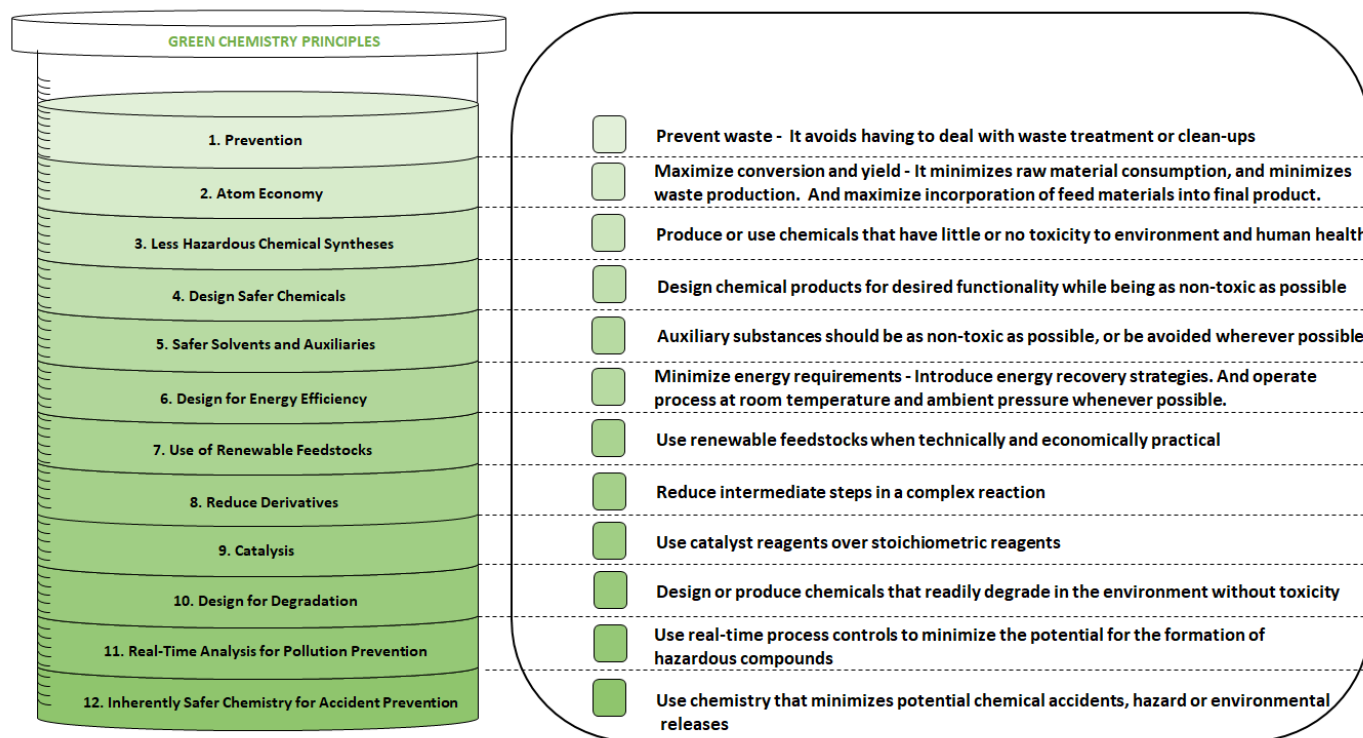 GREEN CHEMISTRY PRINCIPLES
1. Prevention
Prevent waste - It avoids having to deal with waste treatment or clean-ups
2. Atom Economy
Maximize conversion and yield - It minimizes raw material consumption, and minimizes
waste production. And maximize incorporation of feed materials into final product.
3. Less Hazardous Chemical Syntheses
Produce or use chemicals that have little or no toxicity to environment and human health
4. Design Safer Chemicals
Design chemical products for desired functionality while being as non-toxic as possible
5. Safer Solvents and Auxiliaries
Auxiliary substances should be as non-toxic as possible, or be avoided wherever possible
6. Design for Energy Efficiency
Minimize energy requirements - Introduce energy recovery strategies. And operate
process at room temperature and ambient pressure whenever possible.
7. Use of Renewable Feedstocks
Use renewable feedstocks when technically and economically practical
8. Reduce Derivatives
Reduce intermediate steps in a complex reaction
9. Catalysis
Use catalyst reagents over stoichiometric reagents
10. Design for Degradation
Design or produce chemicals that readily degrade in the environment without toxicity
11. Real-Time Analysis for Pollution Prevention
Use real-time process controls to minimize the potential for the formation of
hazardous compounds
12. Inherently Safer Chemistry for Accident Prevention
Use chemistry that minimizes potential chemical accidents, hazard or environmental
releases